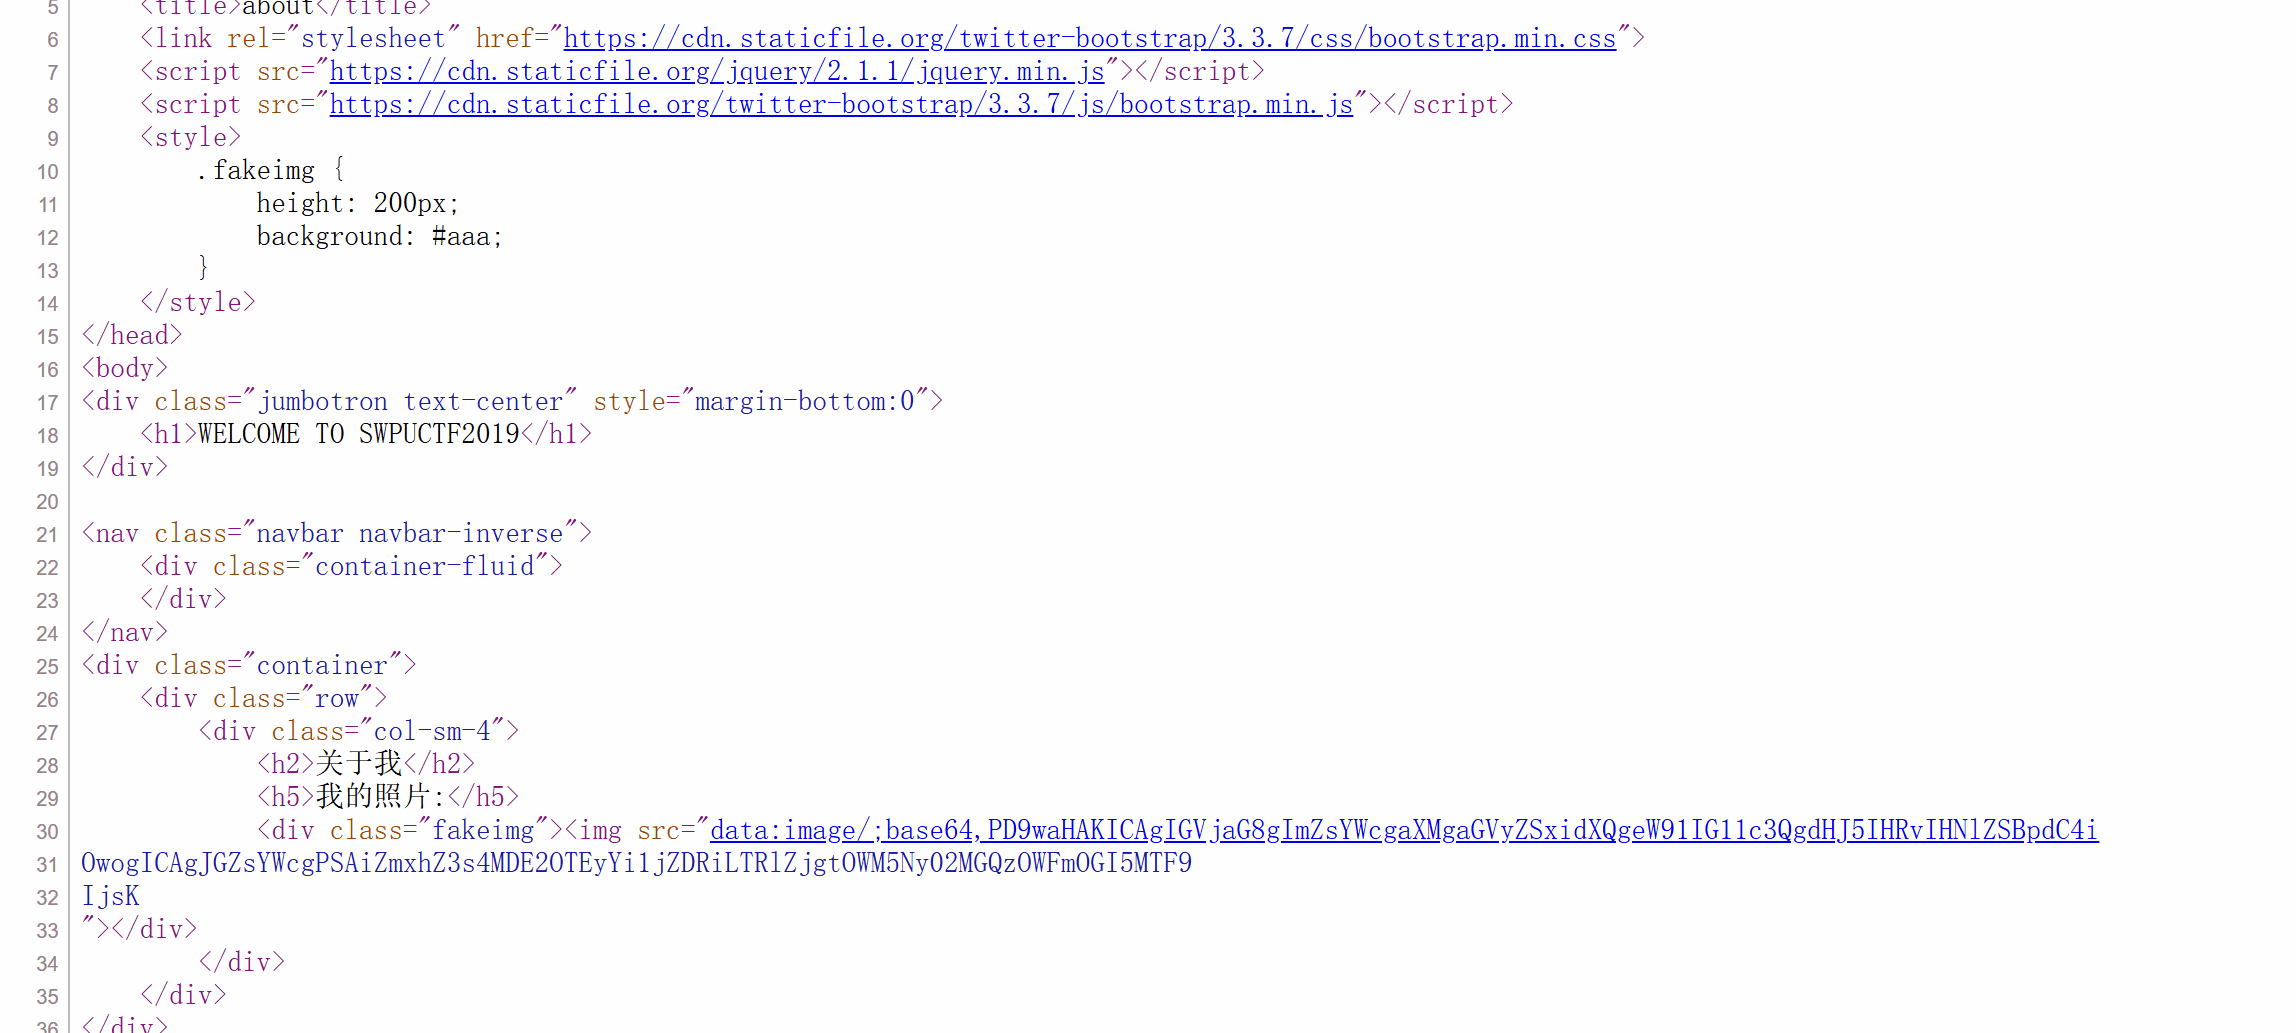 5 <title>about</title>
6 <link rel="stylesheet" href="https://cdn.staticfile.org/twitter-bootstrap/3.3.7/css/bootstrap.min.css">
7 <script src="https://cdn.staticfile.org/jquery/2.1.1/jquery.min.js"></script>
8 <script src="https://cdn.staticfile.org/twitter-bootstrap/3.3.7/js/bootstrap.min.js"></script>
9 <style>
10 .fakeimg {
11 height: 200px;
12 background: #aaa;
13 }
14 </style>
15 </head>
16 <body>
17 <div class="jumbotron text-center" style="margin-bottom:0">
18 <h1>WELCOME TO SWPUCTF2019</h1>
19 </div>
20
21 <nav class="navbar navbar-inverse">
22 <div class="container-fluid">
23 </div>
24 </nav>
25 <div class="container">
26 <div class="row">
27 <div class="col-sm-4">
28 <h2>关于我</h2>
29 <h5>我的照片:</h5>
30 <div class="fakeimg"><img src="data:image/;base64,PD9waHAKICAgIGVjaG8gImZsYWcgaXMgaGVyZSxidXQgeW91IG11c3QgdHJ5IHRvIHNlZSBpdC4i
31 OwogICAgJGZsYWcgPSAiZmxhZ3s4MDE2OTEyYi1jZDRiLTRlZjgtOWM5Ny02MGQzOWFmOGI5MTF9
32 IjsK
33 "></div>
34 </div>
35 </div>
36 </div>